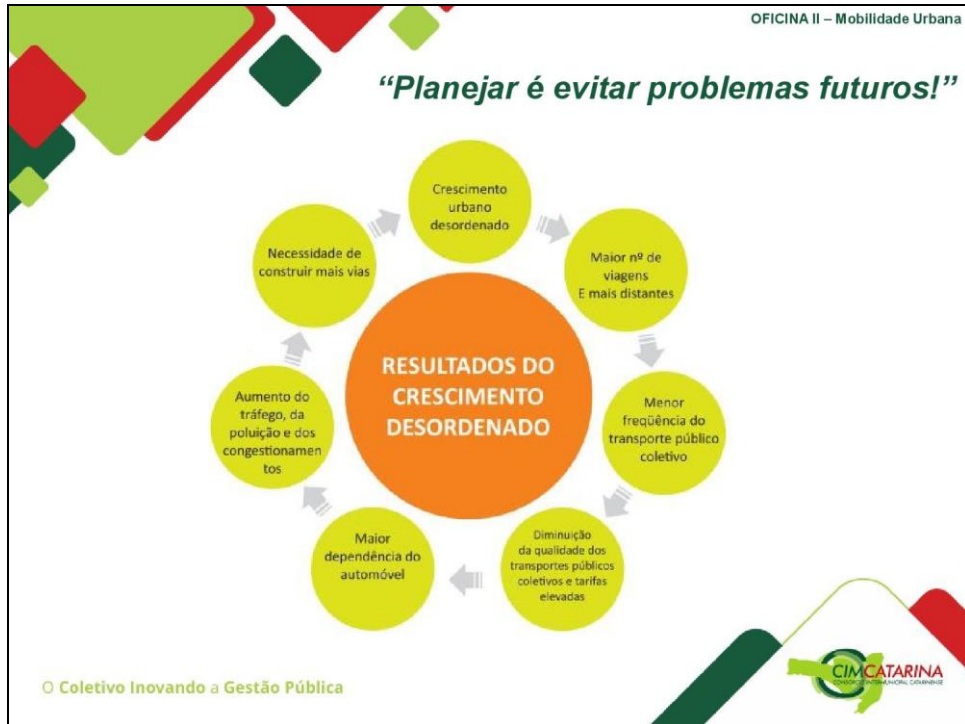 OFICINA II – Mobilidade Urbana
“Planejar é evitar problemas futuros!”
Crescimento
urbano
desordenado
Maior nº de
viagens
E mais distantes
Menor
freqüência do
transporte público
coletivo
Diminuição
da qualidade dos
transportes públicos
coletivos e tarifas
elevadas
Maior
dependência do
automóvel
Aumento do
tráfego, da
poluição e dos
congestionamen
tos
Necessidade de
construir mais vias
RESULTADOS DO
CRESCIMENTO
DESORDENADO
O Coletivo Inovando a Gestão Pública
CIMCATARINA
CONSÓRCIO INTERMUNICIPAL CATARINENSE